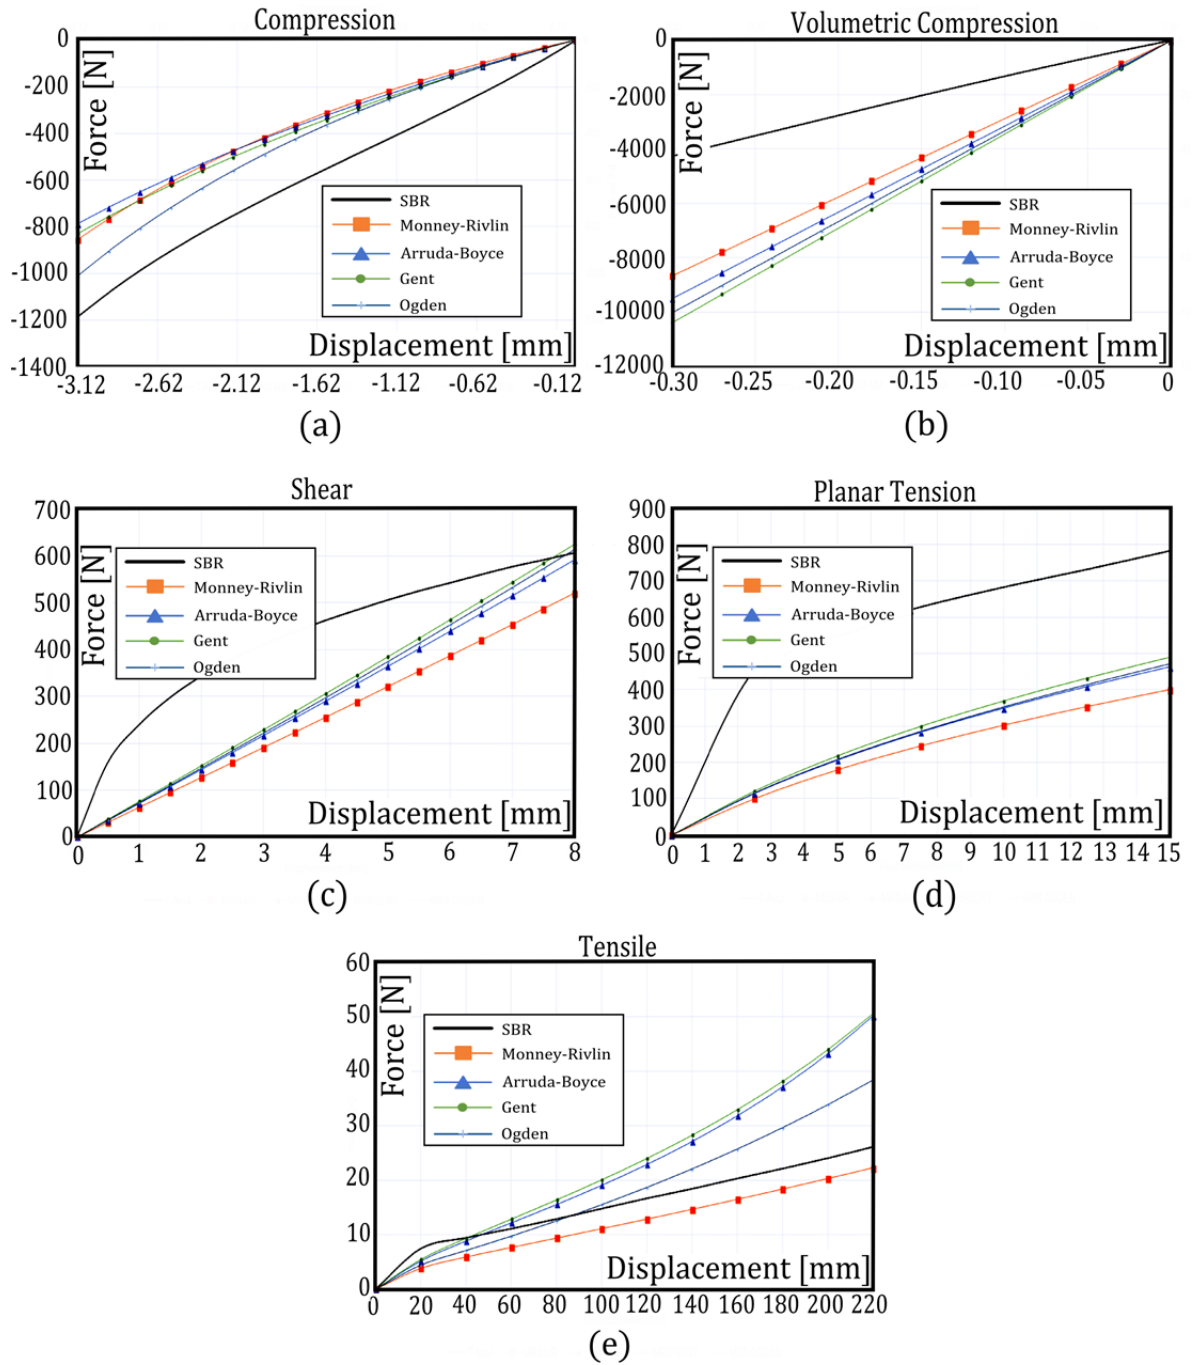 Compression
Force [N]
0
-200
-400
-600
-800
-1000
-1200
-1400
SBR
Monney-Rivlin
Arruda-Boyce
Gent
Ogden
Displacement [mm]
-3.12 -2.62 -2.12 -1.62 -1.12 -0.62 -0.12
(a)
Volumetric Compression
Force [N]
0
-2000
-4000
-6000
-8000
-10000
-12000
SBR
Monney-Rivlin
Arruda-Boyce
Gent
Ogden
Displacement [mm]
-0.30 -0.25 -0.20 -0.15 -0.10 -0.05 0
(b)
Shear
Force [N]
700
600
500
400
300
200
100
0
SBR
Monney-Rivlin
Arruda-Boyce
Gent
Ogden
Displacement [mm]
0 1 2 3 4 5 6 7 8
(c)
Planar Tension
Force [N]
900
800
700
600
500
400
300
200
100
0
SBR
Monney-Rivlin
Arruda-Boyce
Gent
Ogden
Displacement [mm]
0 1 2 3 4 5 6 7 8 9 10 11 12 13 14 15
(d)
Tensile
Force [N]
60
50
40
30
20
10
0
SBR
Monney-Rivlin
Arruda-Boyce
Gent
Ogden
Displacement [mm]
0 20 40 60 80 100 120 140 160 180 200 220
(e)